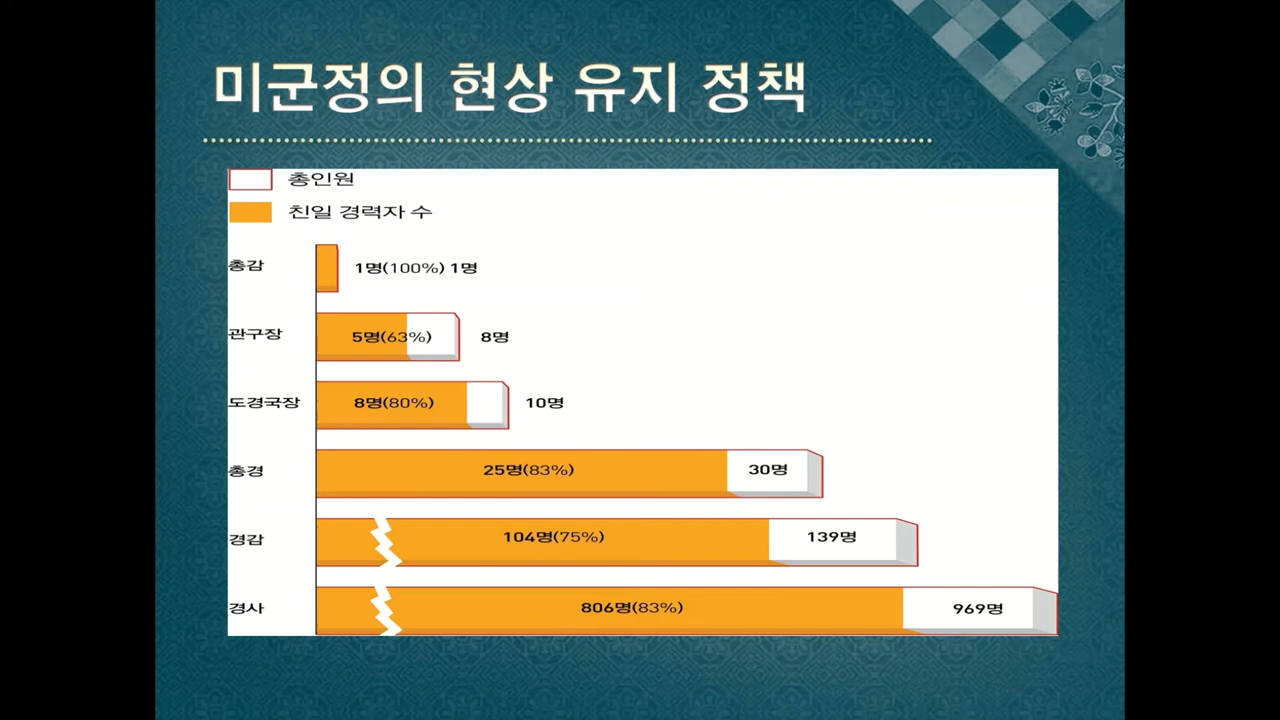 미군정의 현상 유지 정책
총인원
친일 경력자 수
총감 1명(100%) 1명
관구장 5명(63%) 8명
도경국장 8명(80%) 10명
총경 25명(83%) 30명
경감 104명(75%) 139명
경사 806명(83%) 969명